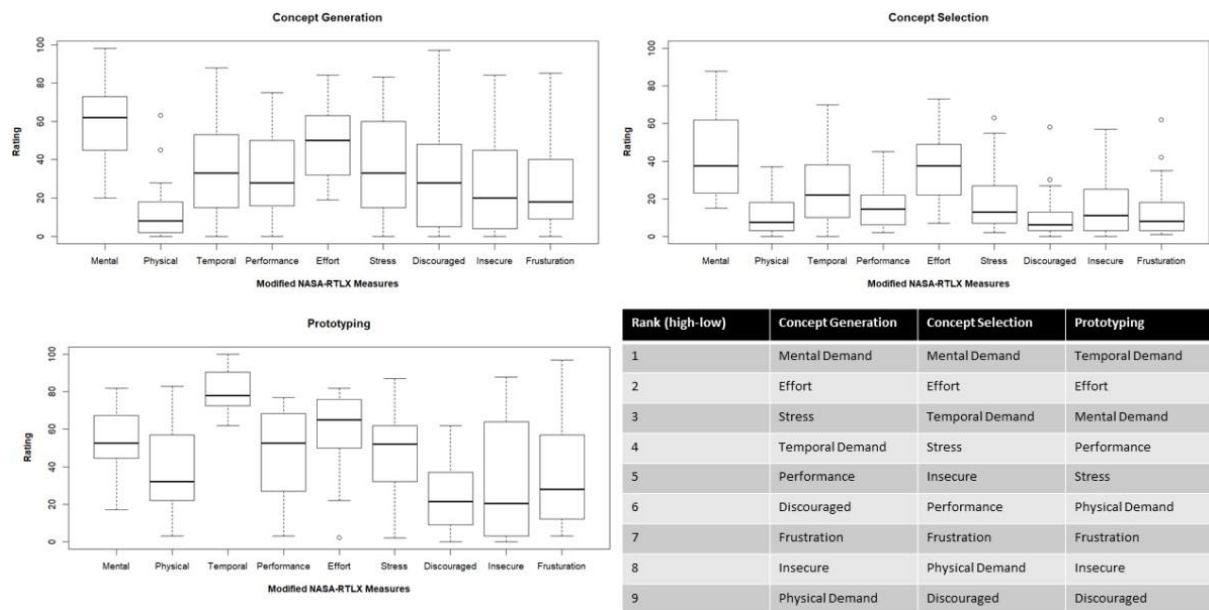 Concept Generation
100
80
60
40
20
0
Rating
Mental Physical Temporal Performance Effort Stress Discouraged Insecure Frusturation
Modified NASA-RTLX Measures
Concept Selection
100
80
60
40
20
0
Rating
Mental Physical Temporal Performance Effort Stress Discouraged Insecure Frusturation
Modified NASA-RTLX Measures
Prototyping
100
80
60
40
20
0
Rating
Mental Physical Temporal Performance Effort Stress Discouraged Insecure Frusturation
Modified NASA-RTLX Measures
Rank (high-low) Concept Generation Concept Selection Prototyping
1 Mental Demand Mental Demand Temporal Demand
2 Effort Effort Effort
3 Stress Temporal Demand Mental Demand
4 Temporal Demand Stress Performance
5 Performance Insecure Stress
6 Discouraged Performance Physical Demand
7 Frustration Frustration Frustration
8 Insecure Physical Demand Insecure
9 Physical Demand Discouraged Discouraged